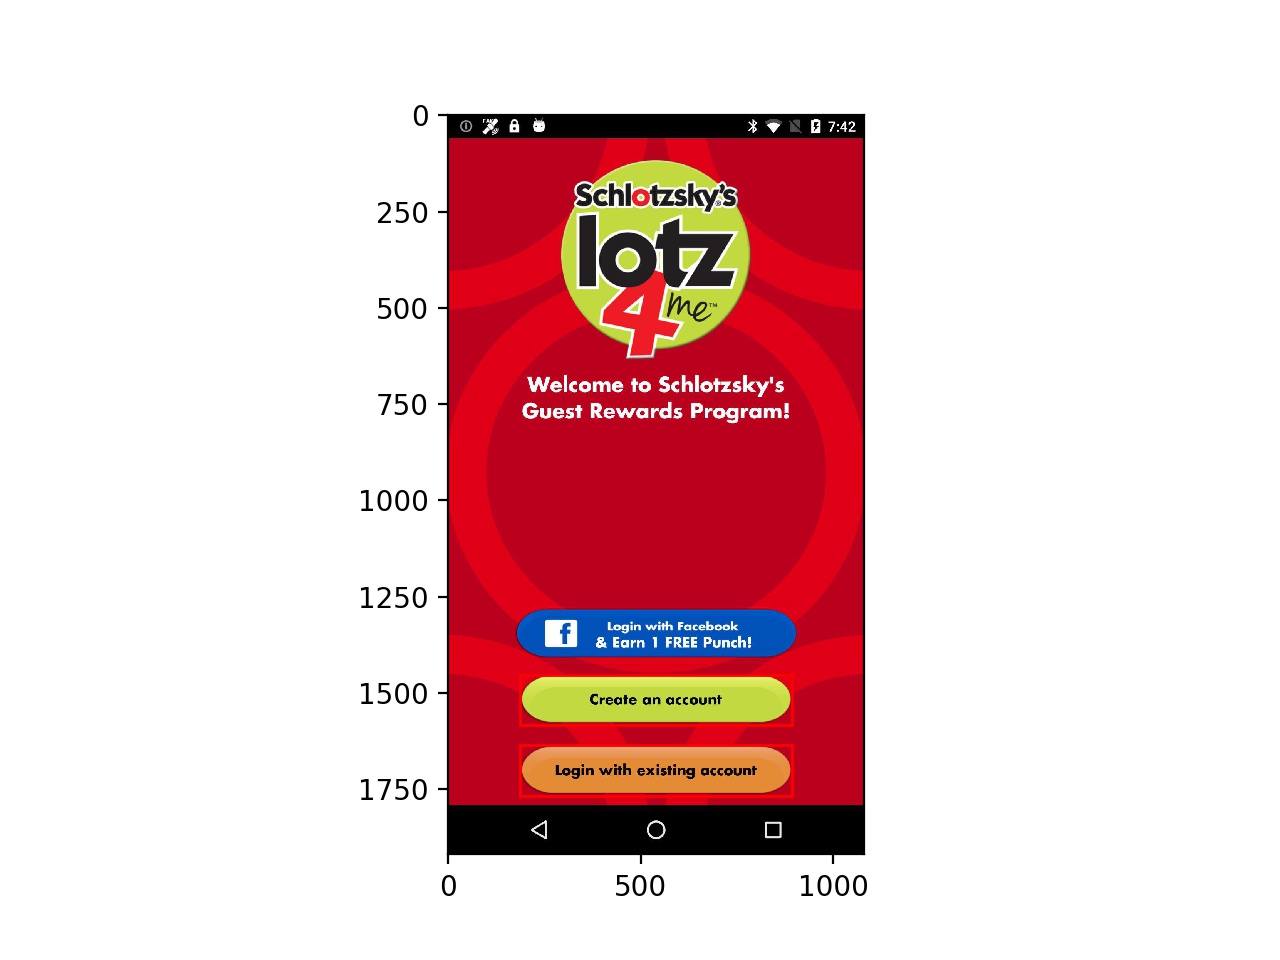 0
250
500
750
1000
1250
1500
1750
0
500
1000
7:42
Schlotzsky's
lotz
4 me™
Welcome to Schlotzsky's
Guest Rewards Program!
Login with Facebook
& Earn 1 FREE Punch!
Create an account
Login with existing account